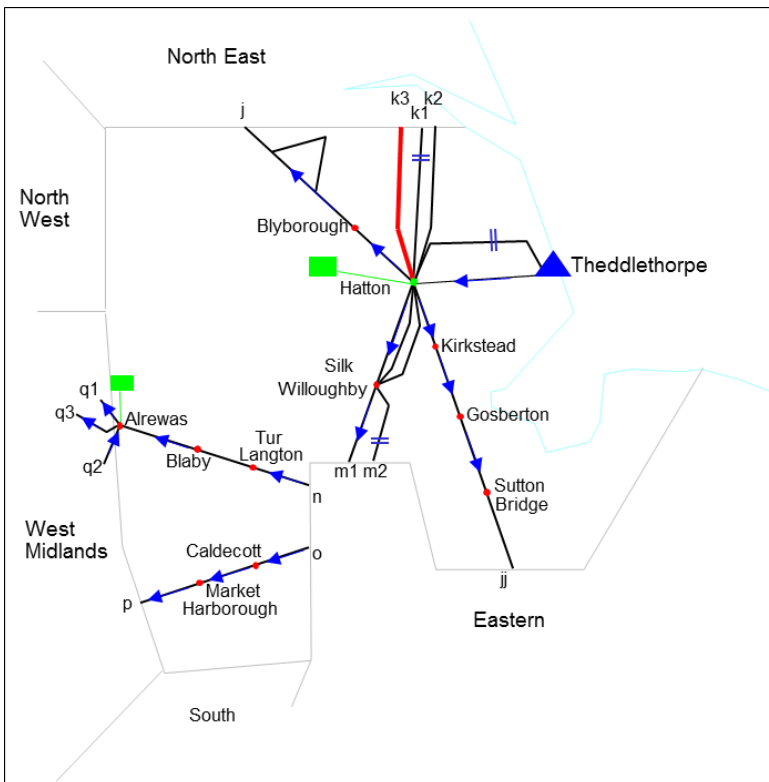 North East
k3 k2
j
k1
North
West
Blyborough
Theddlethorpe
Hatton
Kirkstead
Silk
Willoughby
q1
q3
Alrewas
Gosberton
Tur
Langton
Blaby
q2
m1 m2
Sutton
Bridge
n
West
Midlands
Caldecott
o
Market
Harborough
p
jj
Eastern
South